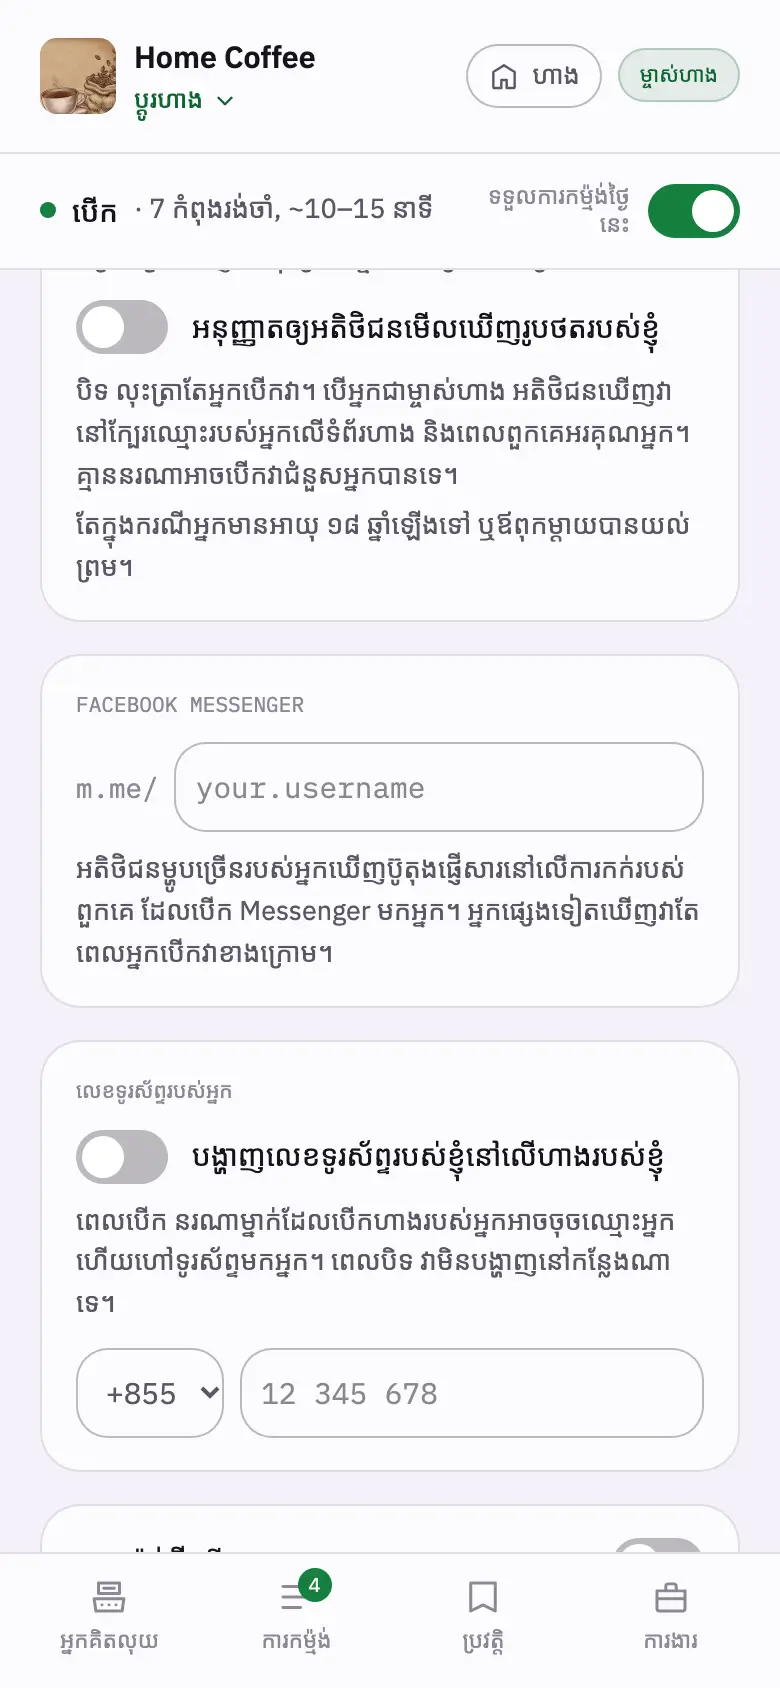 Home Coffee
ប្ដូរហាង
ហាង
ម្ចាស់ហាង
បើក · 7 កំពុងរង់ចាំ, ~10–15 នាទី
ទទួលការកម្ម៉ង់ថ្ងៃ
នេះ
អនុញ្ញាតឲ្យអតិថិជនមើលឃើញរូបថតរបស់ខ្ញុំ
បិទ លុះត្រាតែអ្នកបើកវា។ បើអ្នកជាម្ចាស់ហាង អតិថិជនឃើញវា
នៅក្បែរឈ្មោះរបស់អ្នកលើទំព័រហាង និងពេលពួកគេអរគុណអ្នក។
គ្មាននរណាអាចបើកវាជំនួសអ្នកបានទេ។
តែក្នុងករណីអ្នកមានអាយុ ១៨ ឆ្នាំឡើងទៅ ឬឪពុកម្ដាយបានយល់
ព្រម។
FACEBOOK MESSENGER
m.me/ your.username
អតិថិជនម្ហូបច្រើនរបស់អ្នកឃើញប៊ូតុងផ្ញើសារនៅលើការកក់របស់
ពួកគេ ដែលបើក Messenger មកអ្នក។ អ្នកផ្សេងទៀតឃើញវាតែ
ពេលអ្នកបើកវាខាងក្រោម។
លេខទូរស័ព្ទរបស់អ្នក
បង្ហាញលេខទូរស័ព្ទរបស់ខ្ញុំនៅលើហាងរបស់ខ្ញុំ
ពេលបើក នរណាម្នាក់ដែលបើកហាងរបស់អ្នកអាចចុចឈ្មោះអ្នក
ហើយហៅទូរស័ព្ទមកអ្នក។ ពេលបិទ វាមិនបង្ហាញនៅកន្លែងណា
ទេ។
+855 12 345 678
4
អ្នកគិតលុយ
ការកម្ម៉ង់
ប្រវត្តិ
ការងារ